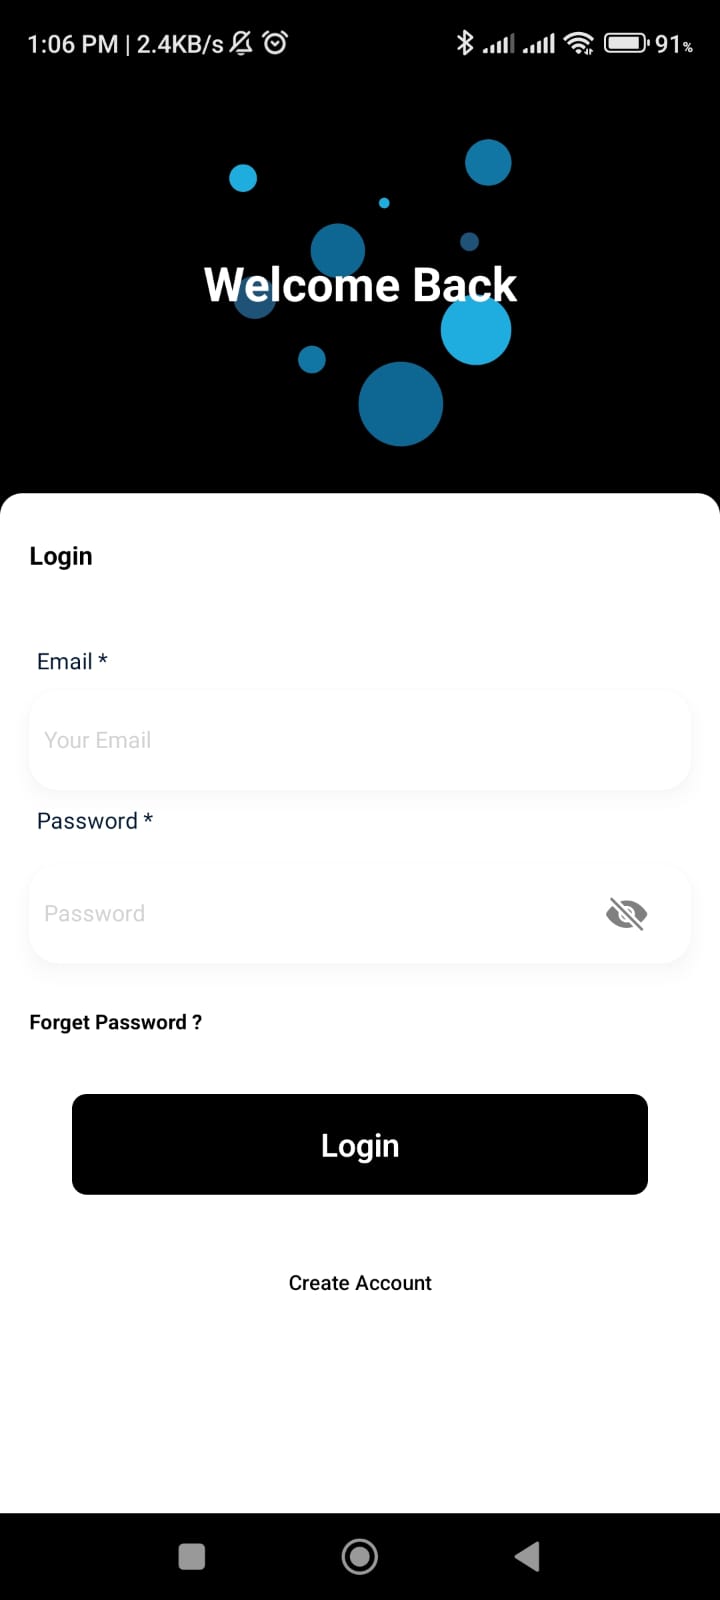 1:06 PM | 2.4KB/s 91%
Welcome Back
Login
Email *
Your Email
Password *
Password
Forget Password ?
Login
Create Account